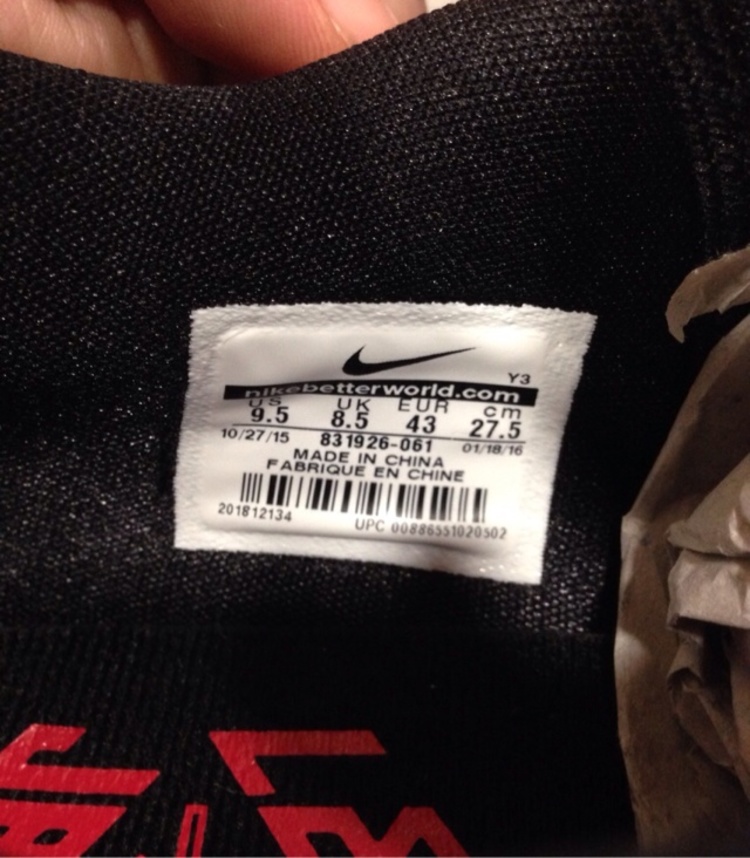 Y3
nikebetterworld.com
US UK EUR cm
9.5 8.5 43 27.5
10/27/15 831926-061 01/18/16
MADE IN CHINA
FABRIQUE EN CHINE
201812134 UPC 00886551020502